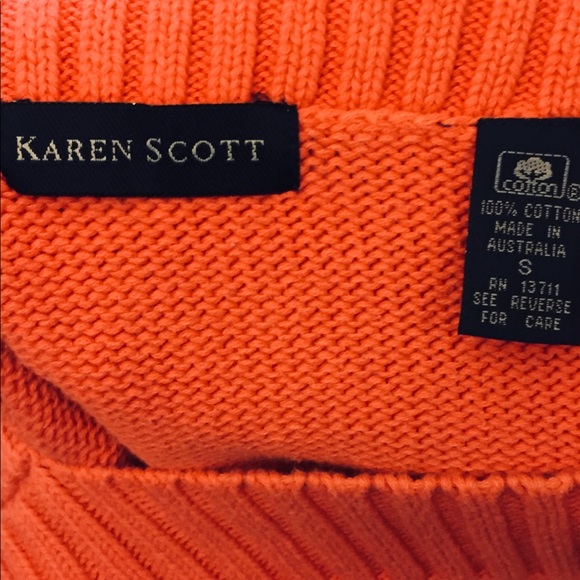 KAREN SCOTT
cotton ®
100% COTTON
MADE IN
AUSTRALIA
S
RN 13711
SEE REVERSE
FOR CARE